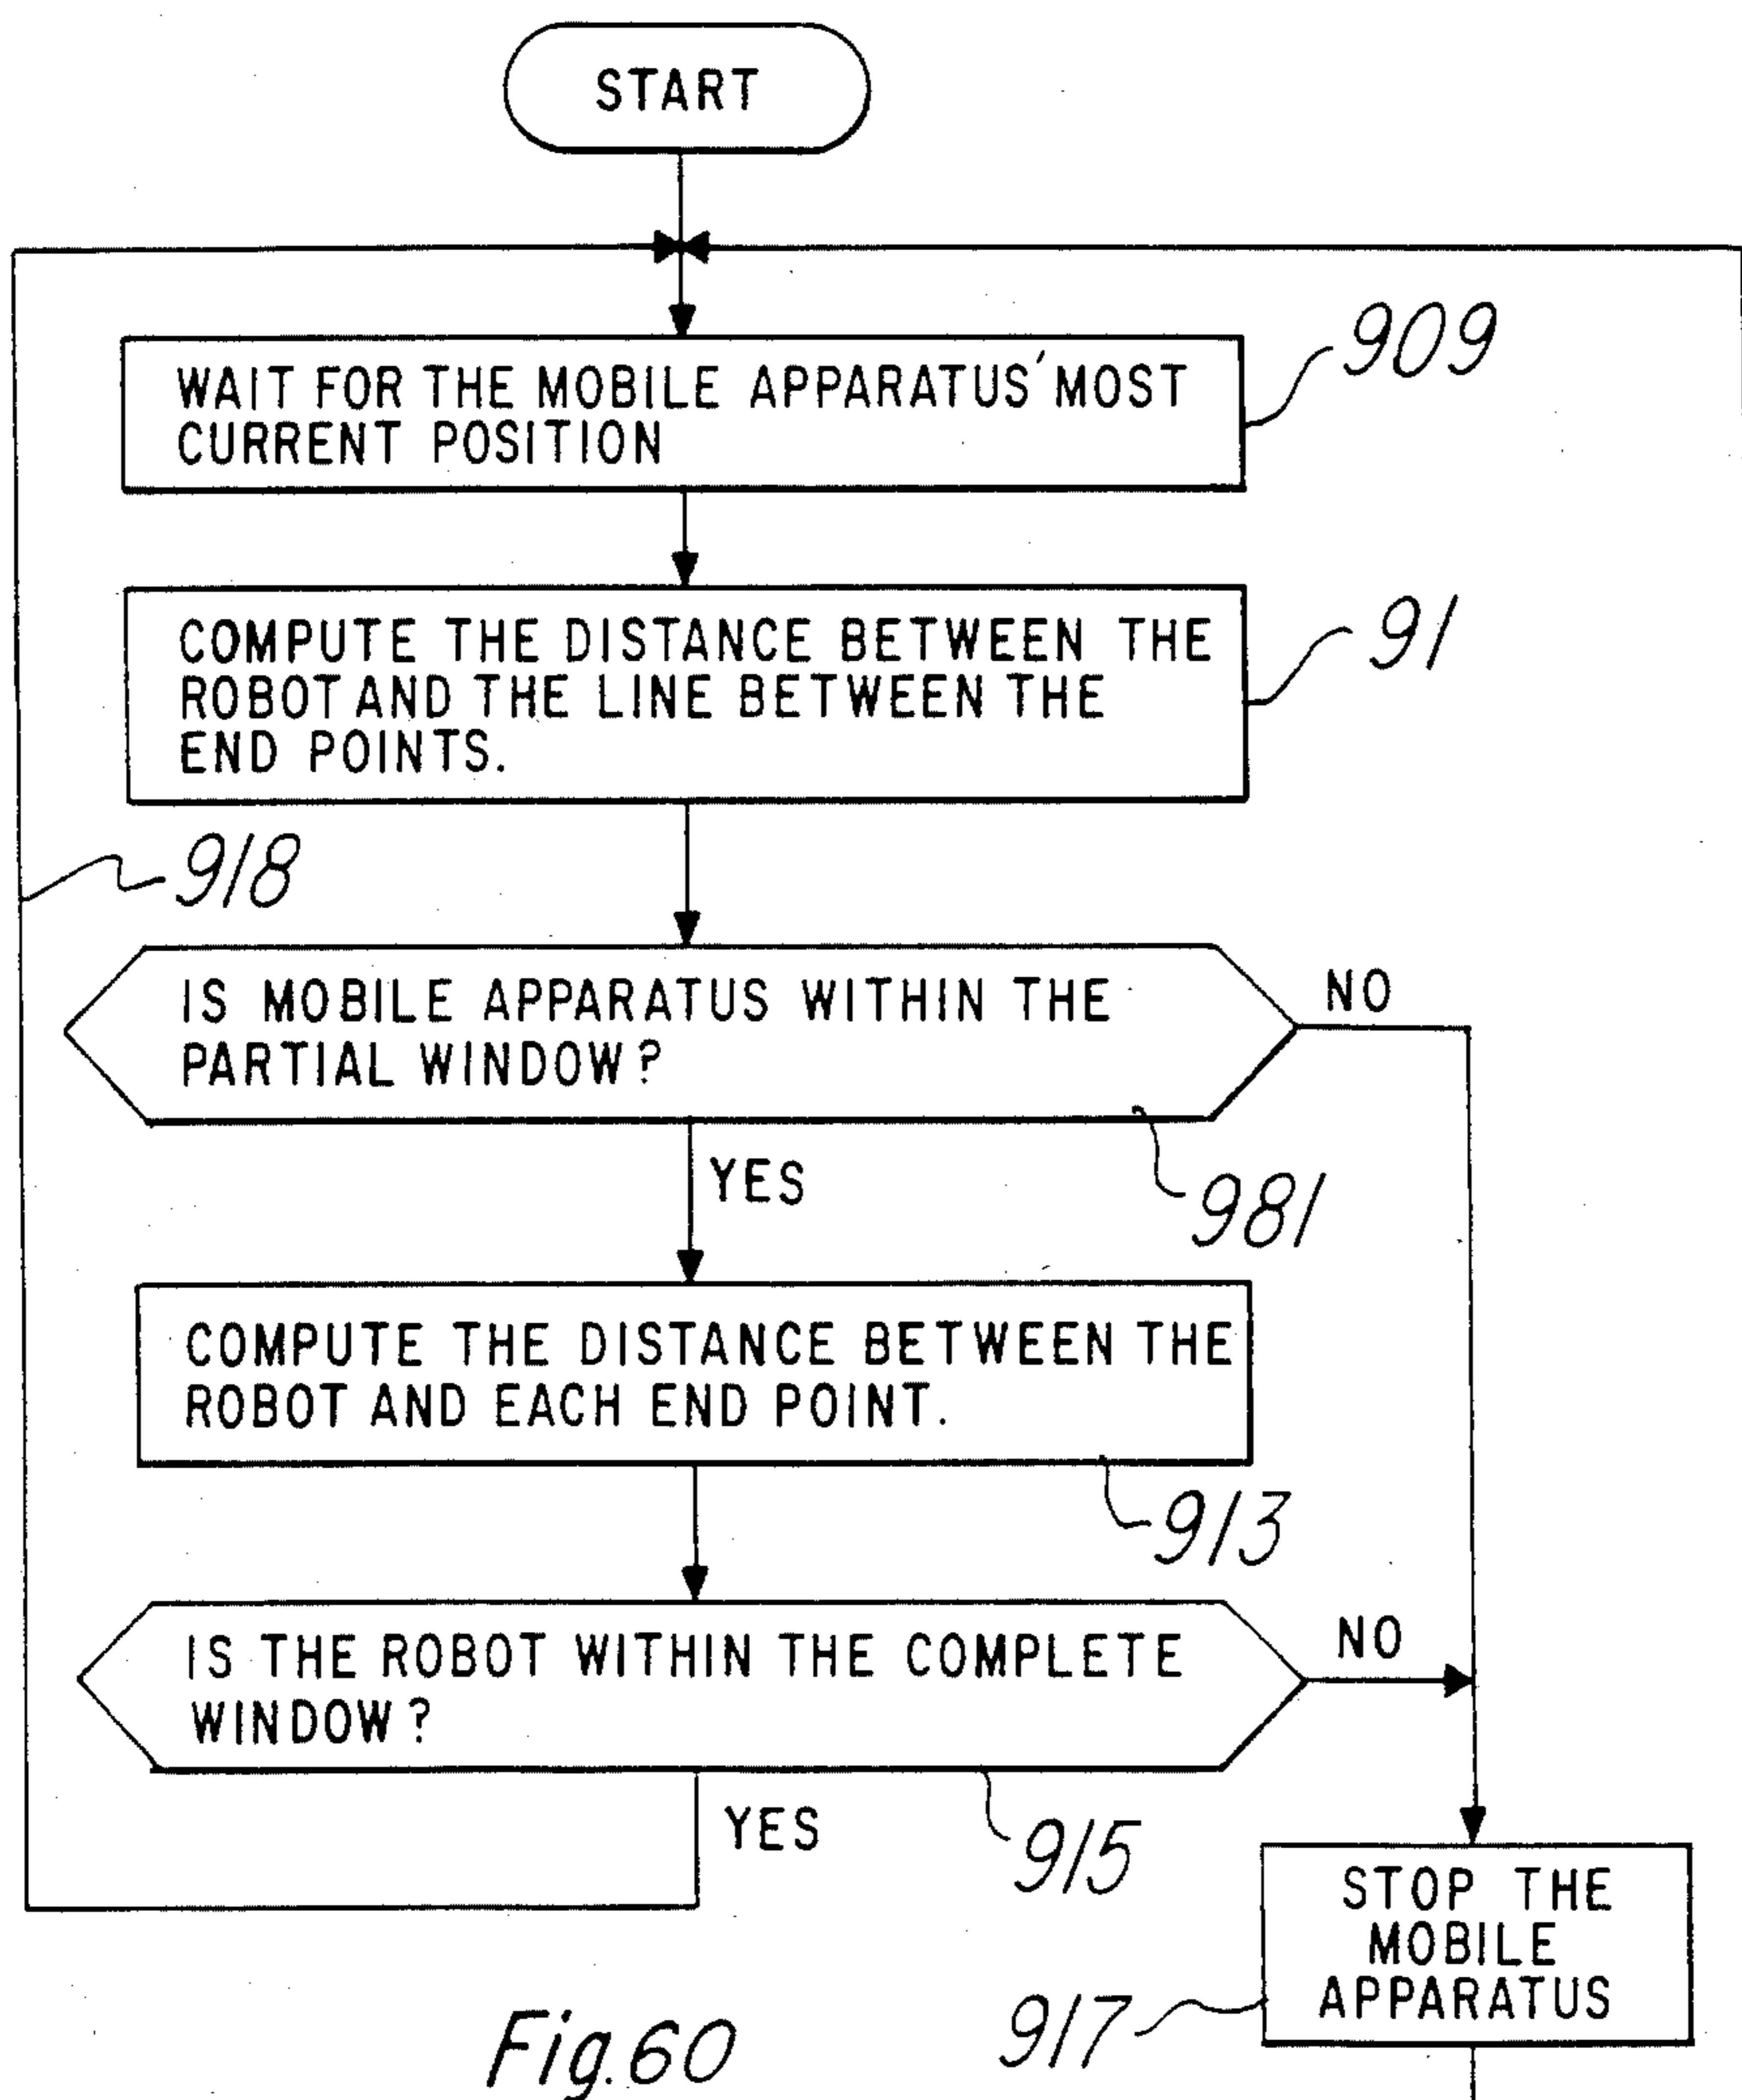 START
WAIT FOR THE MOBILE APPARATUS' MOST
CURRENT POSITION
909
COMPUTE THE DISTANCE BETWEEN THE
ROBOT AND THE LINE BETWEEN THE
END POINTS.
91
918
IS MOBILE APPARATUS WITHIN THE
PARTIAL WINDOW?
NO
981
YES
COMPUTE THE DISTANCE BETWEEN THE
ROBOT AND EACH END POINT.
913
IS THE ROBOT WITHIN THE COMPLETE
WINDOW?
NO
YES
915
STOP THE
MOBILE
APPARATUS
917
Fig. 60